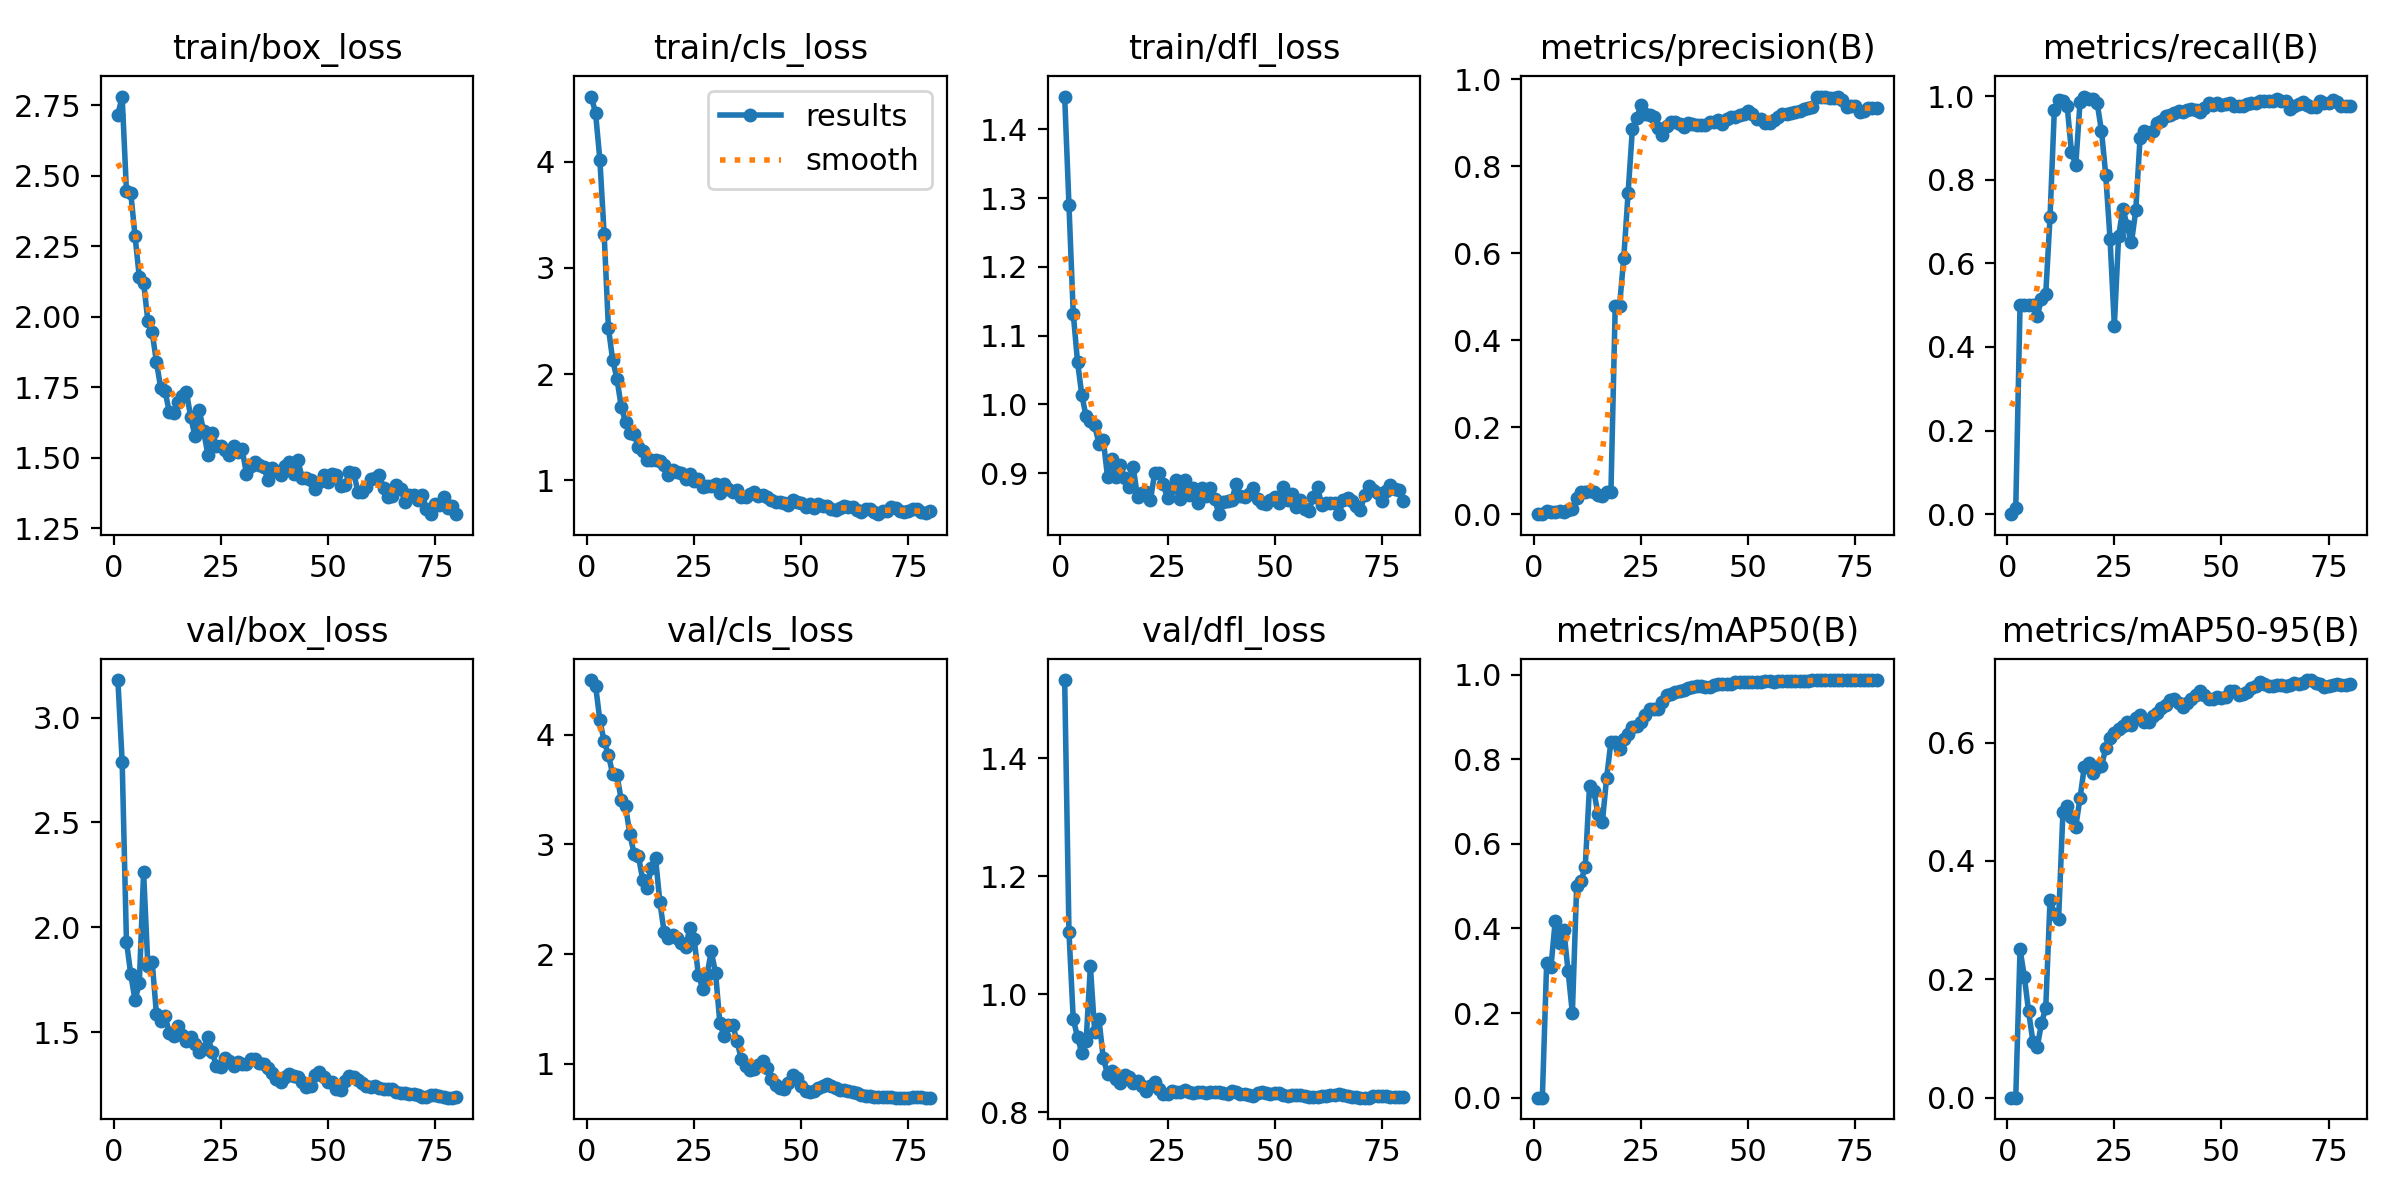 train/box_loss
train/cls_loss
train/dfl_loss
metrics/precision(B)
metrics/recall(B)
2.75
2.50
2.25
2.00
1.75
1.50
1.25
0 25 50 75
4
3
2
1
0 25 50 75
results
smooth
1.4
1.3
1.2
1.1
1.0
0.9
0 25 50 75
1.0
0.8
0.6
0.4
0.2
0.0
0 25 50 75
1.0
0.8
0.6
0.4
0.2
0.0
0 25 50 75
val/box_loss
val/cls_loss
val/dfl_loss
metrics/mAP50(B)
metrics/mAP50-95(B)
3.0
2.5
2.0
1.5
0 25 50 75
4
3
2
1
0 25 50 75
1.4
1.2
1.0
0.8
0 25 50 75
1.0
0.8
0.6
0.4
0.2
0.0
0 25 50 75
0.6
0.4
0.2
0.0
0 25 50 75